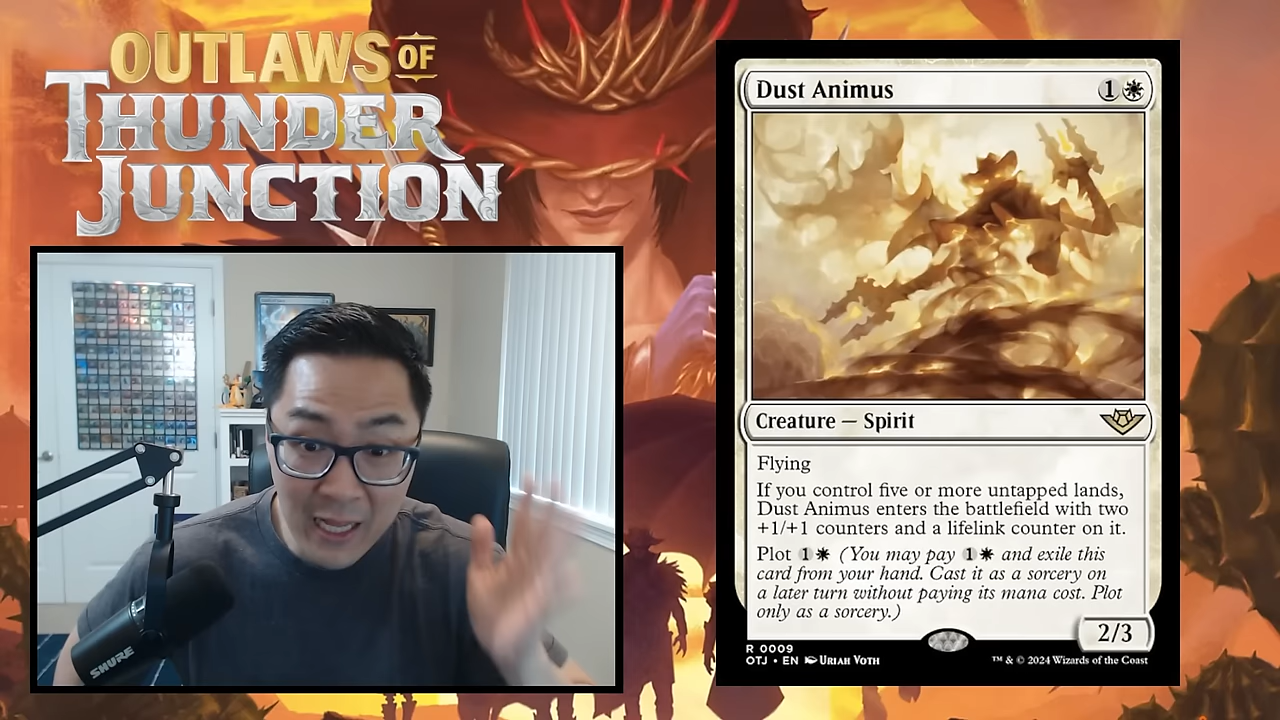 OUTLAWS OF
THUNDER
JUNCTION
SHURE
Dust Animus 1
Creature — Spirit
Flying
If you control five or more untapped lands,
Dust Animus enters the battlefield with two
+1/+1 counters and a lifelink counter on it.
Plot 1 (You may pay 1 and exile this
card from your hand. Cast it as a sorcery on
a later turn without paying its mana cost. Plot
only as a sorcery.)
2/3
R 0009
OTJ • EN Uriah Voth
™ & © 2024 Wizards of the Coast